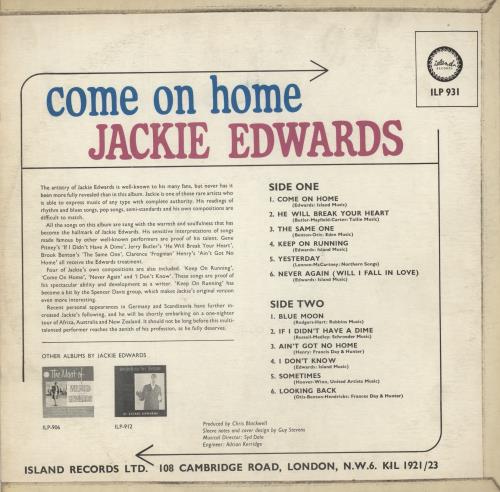 island
RECORDS
ILP 931
come on home
JACKIE EDWARDS
The artistry of Jackie Edwards is well-known to his many fans, but never has it
been more fully revealed than in this album. Jackie is one of those rare artists who
is able to express music of any type with complete authority. His readings of
rhythm and blues songs, pop songs, semi-standards and his own compositions are
difficult to match.
All the songs on this album are sung with the warmth and soulfulness that has
become the hallmark of Jackie Edwards. His sensitive interpretations of songs
made famous by other well-known performers are proof of his talent. Gene
Pitney's 'If I Didn't Have A Dime', Jerry Butler's 'He Will Break Your Heart',
Brook Benton's 'The Same One', Clarence 'Frogman' Henry's 'Ain't Got No
Home' all receive the Edwards treatment.
Four of Jackie's own compositions are also included. 'Keep On Running',
'Come On Home', 'Never Again' and 'I Don't Know'. These songs are proof of his
spectacular ability and development as a writer. 'Keep On Running' has
become a hit by the Spencer Davis group, which makes Jackie's original version
even more interesting.
Recent personal appearances in Germany and Scandinavia have further in-
creased Jackie's following, and he will be shortly embarking on a one-nighter
tour of Africa, Australia and New Zealand. It should not be long before this multi-
talented performer reaches the zenith of his profession, as he fully deserves.
SIDE ONE
1. COME ON HOME
(Edwards: Island Music)
2. HE WILL BREAK YOUR HEART
(Butler-Mayfield-Carter: Tollie Music)
3. THE SAME ONE
(Benton-Otis: Eden Music)
4. KEEP ON RUNNING
(Edwards: Island Music)
5. YESTERDAY
(Lennon-McCartney: Northern Songs)
6. NEVER AGAIN (WILL I FALL IN LOVE)
(Edwards: Island Music)
SIDE TWO
1. BLUE MOON
(Rodgers-Hart: Robbins Music)
2. IF I DIDN'T HAVE A DIME
(Russell-Medley: Schroder Music)
3. AIN'T GOT NO HOME
(Henry: Francis Day & Hunter)
4. I DON'T KNOW
(Edwards: Island Music)
5. SOMETIMES
(Hoover-Winn, United Artists Music)
6. LOOKING BACK
(Otis-Benton-Hendricks: Frances Day & Hunter)
OTHER ALBUMS BY JACKIE EDWARDS
The Most of
ILP-906
ILP-912
Produced by Chris Blackwell
Sleeve notes and cover design by Guy Stevens
Musical Director: Syd Dale
Engineer: Adrian Kerridge
ISLAND RECORDS LTD. 108 CAMBRIDGE ROAD, LONDON, N.W.6. KIL 1921/23